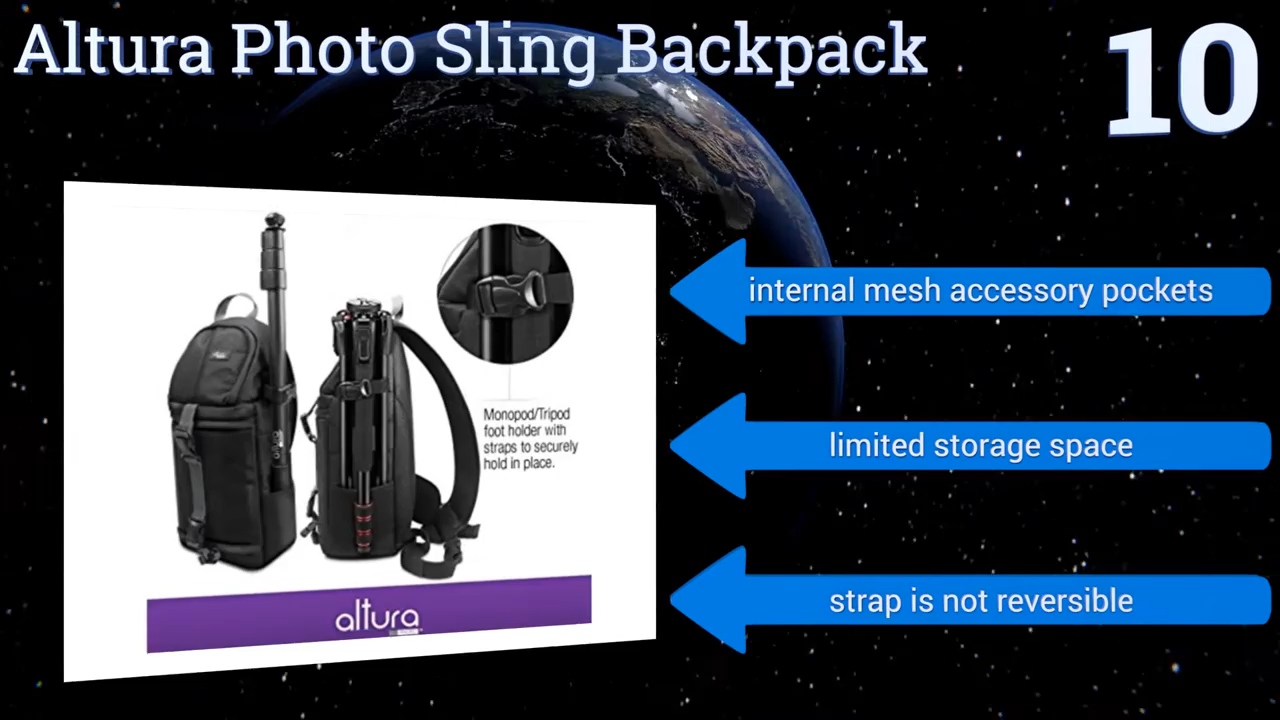 Altura Photo Sling Backpack
10
internal mesh accessory pockets
Monopod/Tripod
foot holder with
straps to securely
hold in place.
limited storage space
strap is not reversible
altura